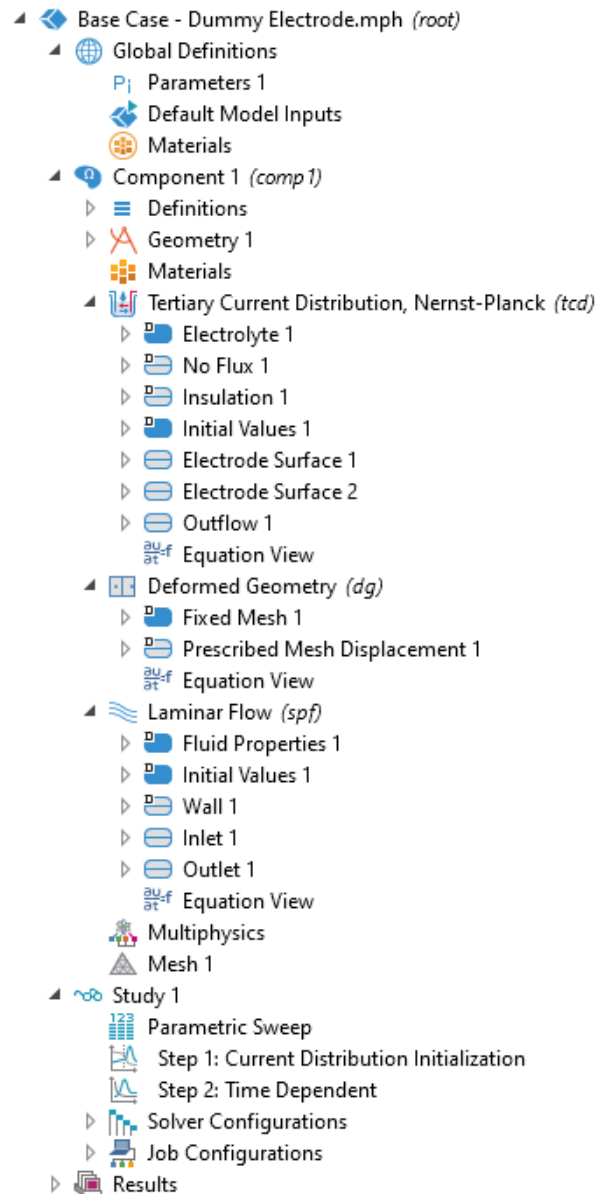 Base Case - Dummy Electrode.mph (root)
Global Definitions
Pi Parameters 1
Default Model Inputs
Materials
Component 1 (comp1)
Definitions
Geometry 1
Materials
Tertiary Current Distribution, Nernst-Planck (tcd)
D Electrolyte 1
D No Flux 1
D Insulation 1
D Initial Values 1
Electrode Surface 1
Electrode Surface 2
Outflow 1
∂u/∂t=f Equation View
Deformed Geometry (dg)
D Fixed Mesh 1
D Prescribed Mesh Displacement 1
∂u/∂t=f Equation View
Laminar Flow (spf)
D Fluid Properties 1
D Initial Values 1
D Wall 1
Inlet 1
Outlet 1
∂u/∂t=f Equation View
Multiphysics
Mesh 1
Study 1
123 Parametric Sweep
Step 1: Current Distribution Initialization
Step 2: Time Dependent
Solver Configurations
Job Configurations
Results